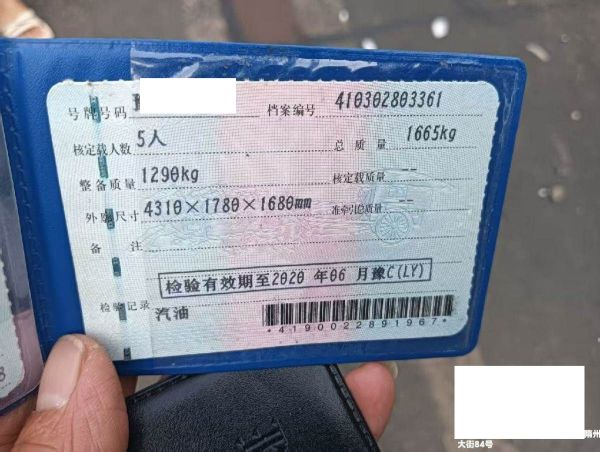 号牌号码 档案编号 410302803361
核定载人数 5人 总质量 1665kg
整备质量 1290kg 核定载质量 --
外廓尺寸 4310×1780×1680mm 准牵引总质量 --
备注
检验有效期至2020 年06 月豫C(LY)
检验记录 汽油
*4190022891967*
大街84号